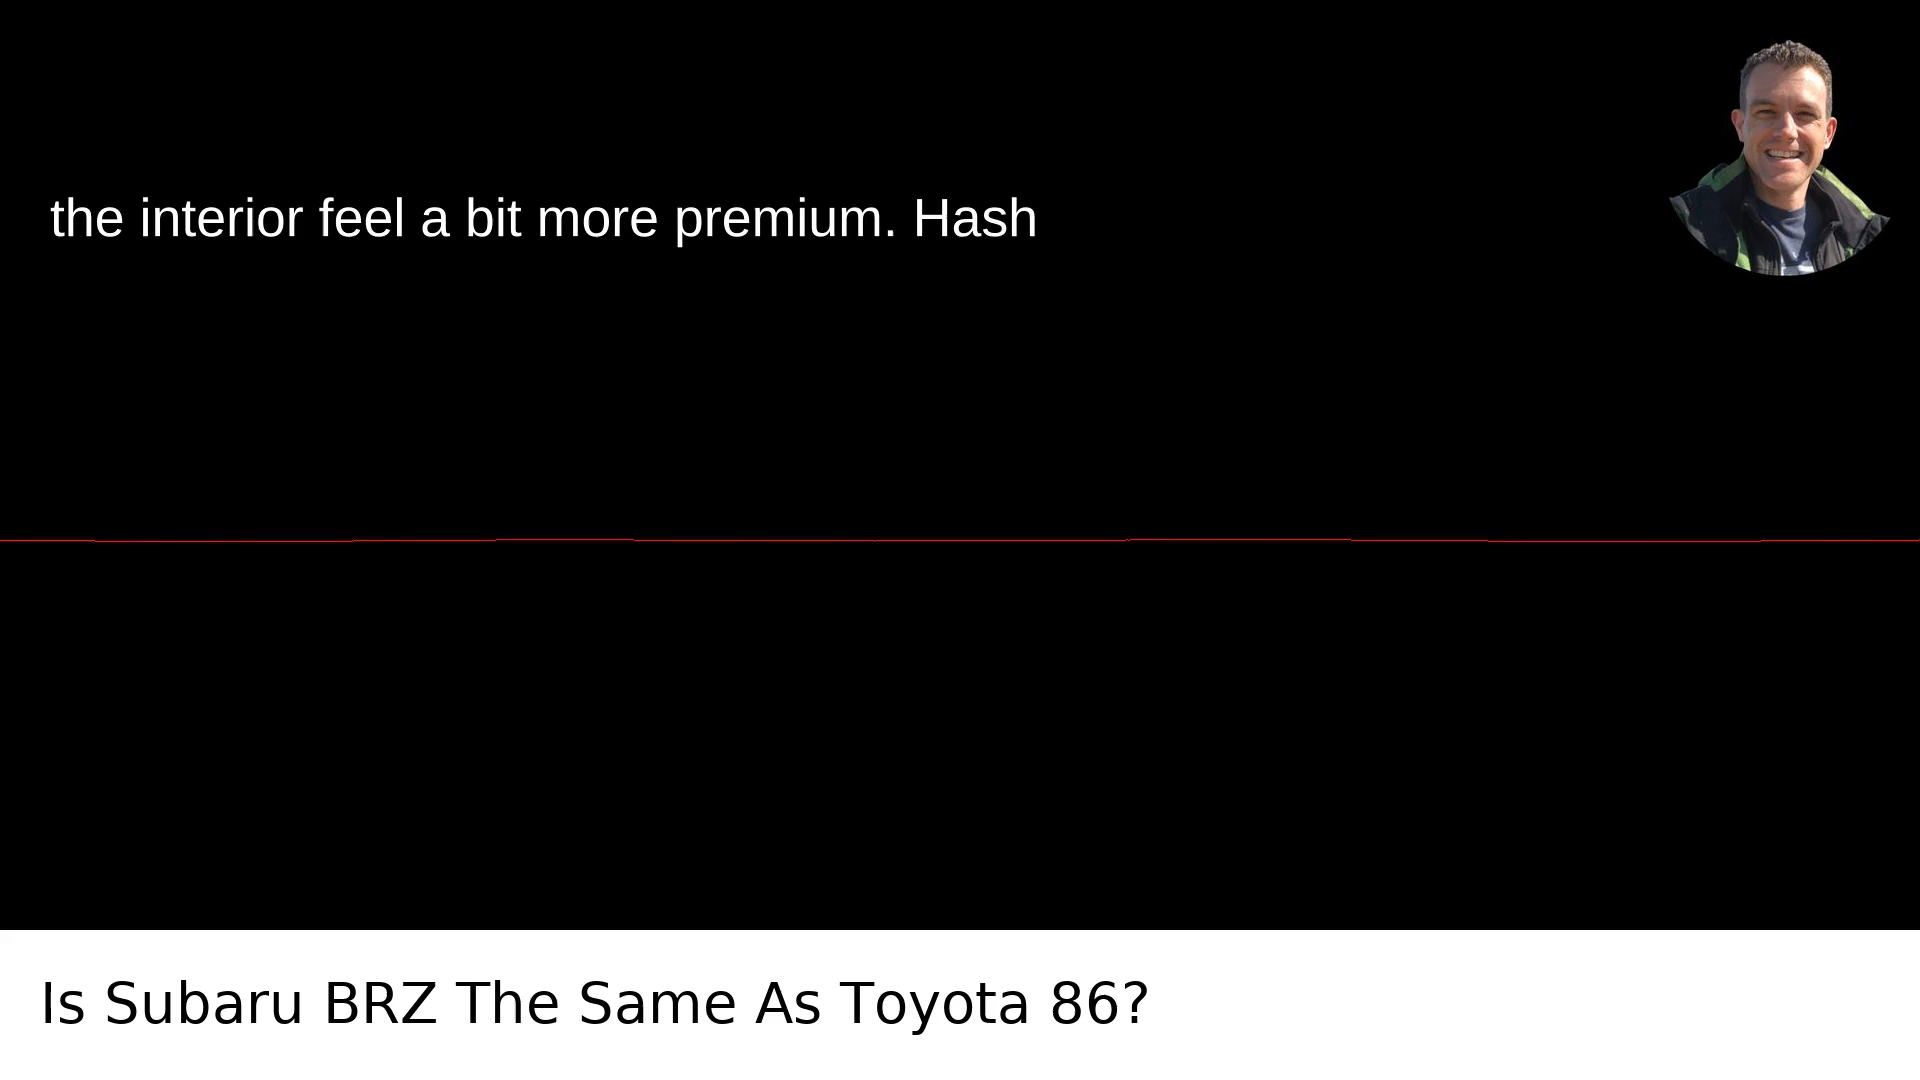 the interior feel a bit more premium. Hash
Is Subaru BRZ The Same As Toyota 86?